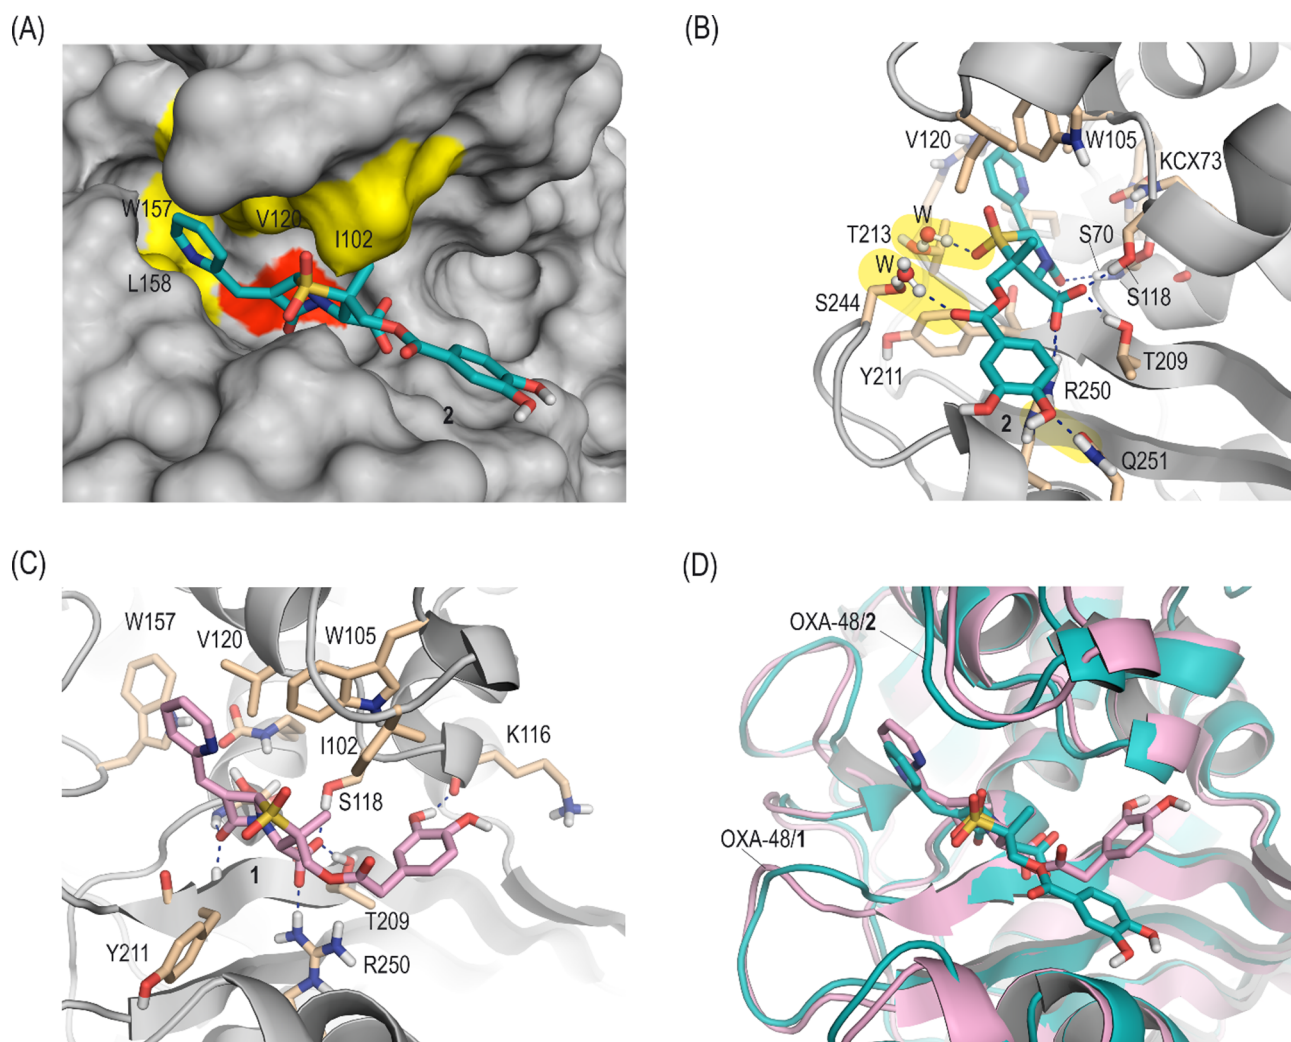 (A)
W157
V120
I102
L158
2
(B)
V120
W105
KCX73
W
T213
S70
W
S118
S244
T209
Y211
R250
2
Q251
(C)
W157
V120
W105
I102
K116
S118
1
T209
Y211
R250
(D)
OXA-48/2
OXA-48/1